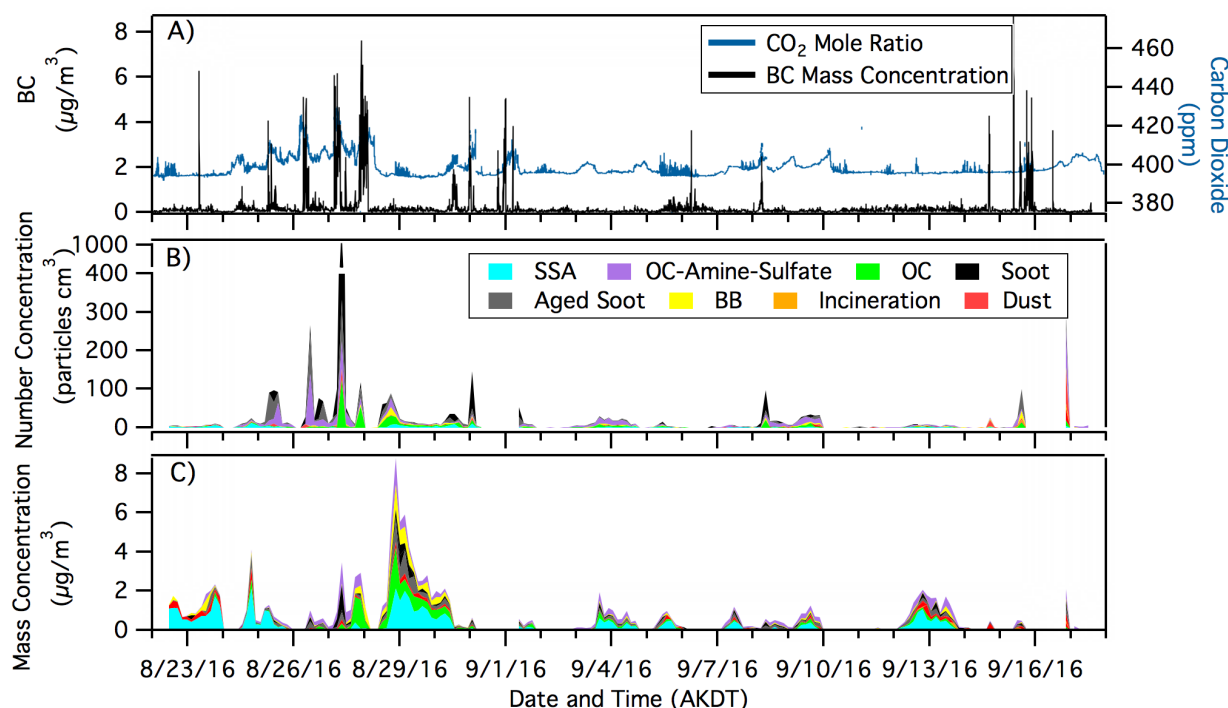 A)
BC
(µg/m³)
8
6
4
2
0
CO₂ Mole Ratio
BC Mass Concentration
460
440
420
400
380
Carbon Dioxide
(ppm)
B)
Number Concentration
(particles cm³)
1000
400
300
200
100
0
SSA OC-Amine-Sulfate OC Soot
Aged Soot BB Incineration Dust
C)
Mass Concentration
(µg/m³)
8
6
4
2
0
8/23/16 8/26/16 8/29/16 9/1/16 9/4/16 9/7/16 9/10/16 9/13/16 9/16/16
Date and Time (AKDT)